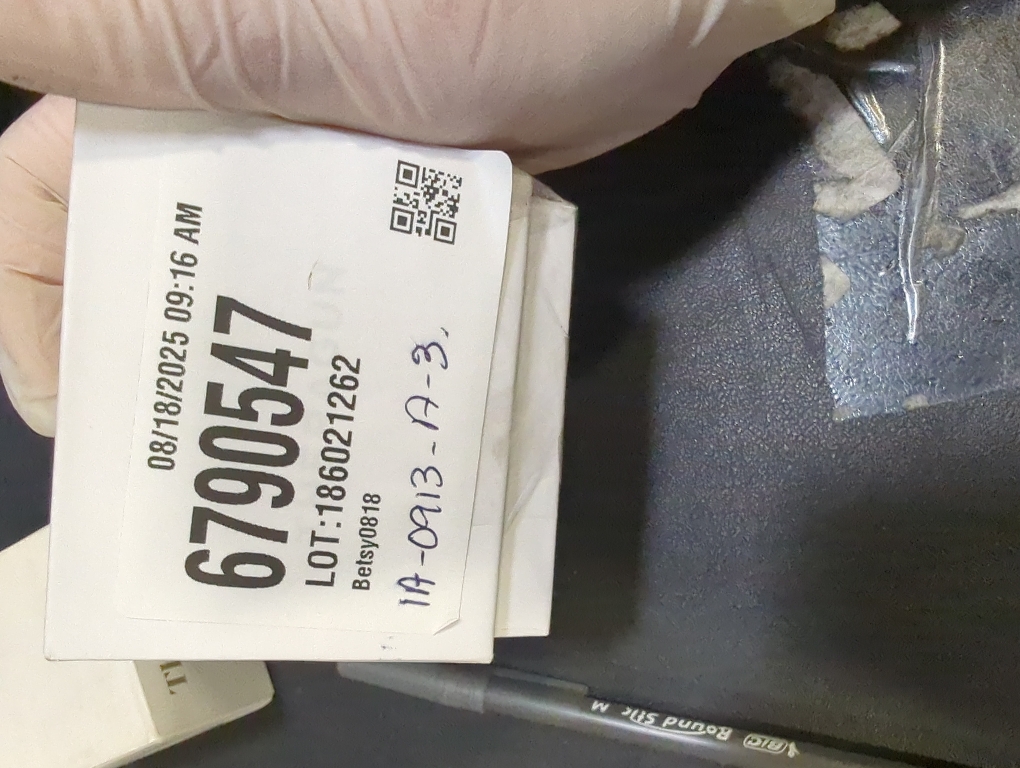 08/18/2025 09:16 AM
6790547
LOT:186021262
Betsy0818
1A-0913-A-3.
BIC Round Stic M